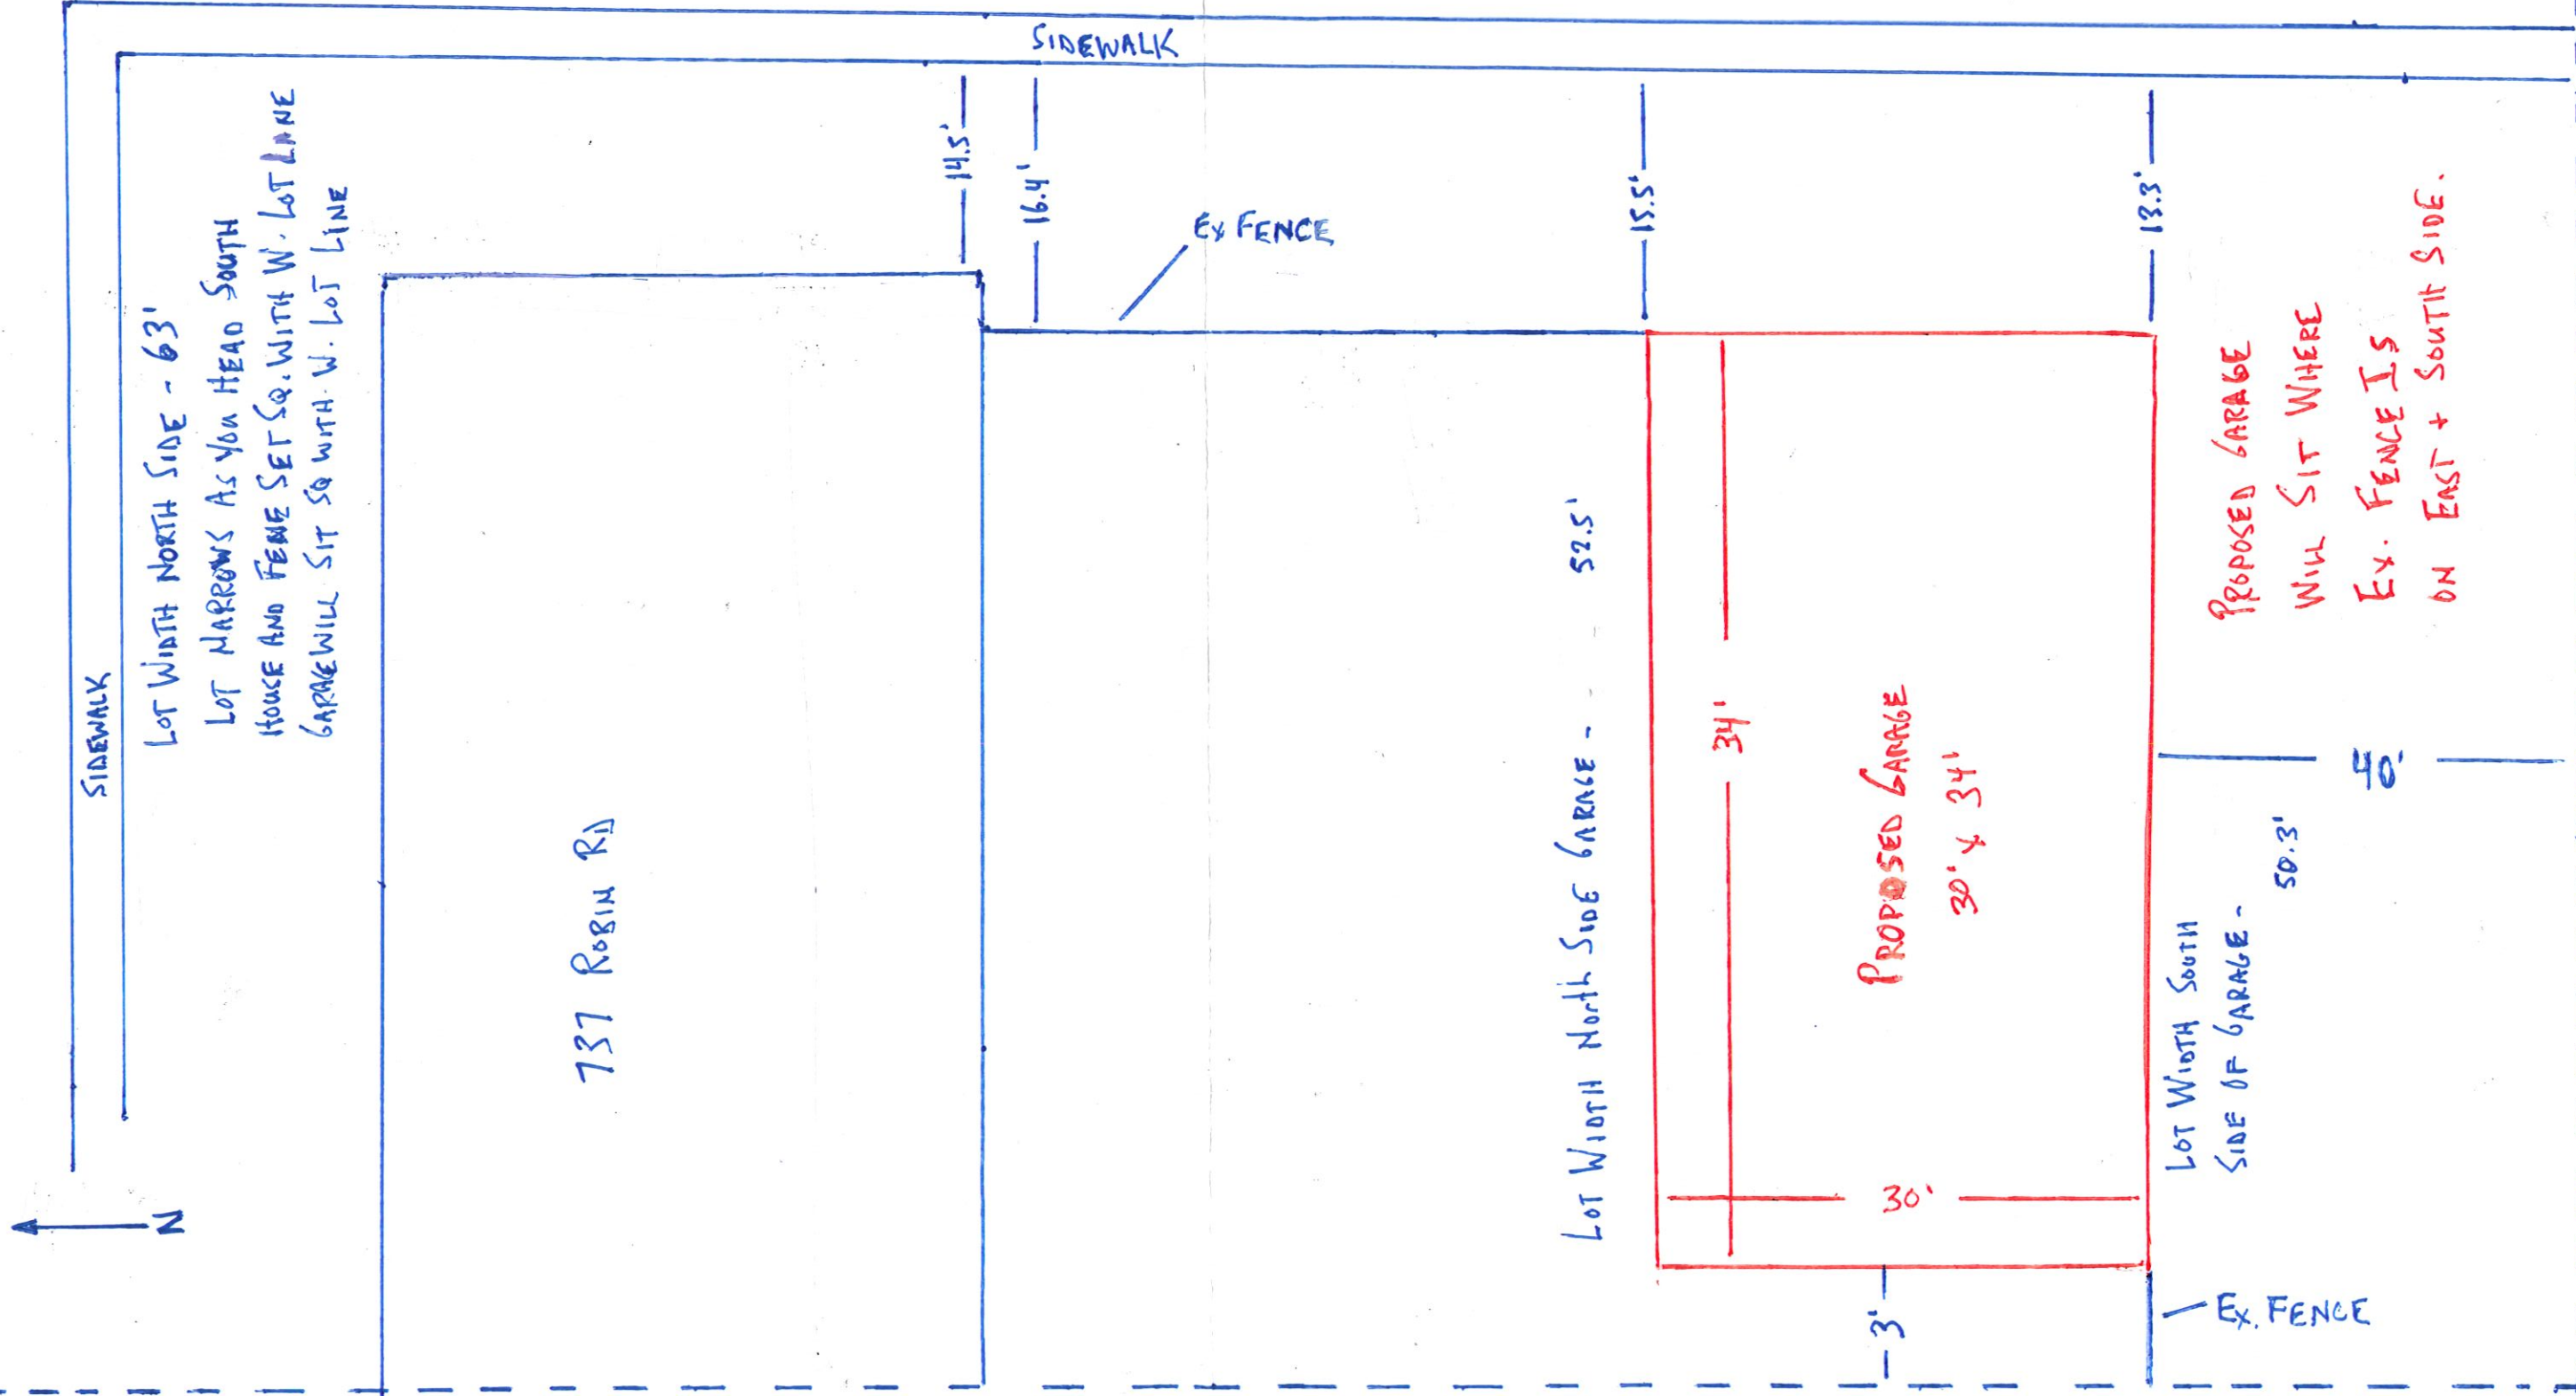 SIDEWALK
SIDEWALK
LOT WIDTH NORTH SIDE - 63'
LOT NARROWS AS YOU HEAD SOUTH
HOUSE AND FENCE SET SQ. WITH W. LOT LINE
GARAGE WILL SIT SQ WITH W. LOT LINE
N
14.5'
16.4'
EX FENCE
15.5'
13.3'
737 ROBIN RD
LOT WIDTH North SIDE GARAGE - 52.5'
34'
PROPOSED GARAGE
30' X 34'
30'
3'
PROPOSED GARAGE
WILL SIT WHERE
EX. FENCE IS
ON EAST + SOUTH SIDE.
40'
LOT WIDTH SOUTH
SIDE OF GARAGE - 50.3'
EX. FENCE